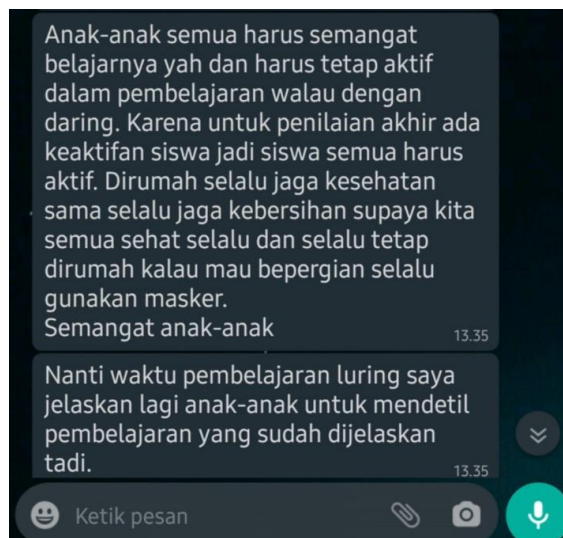 Anak-anak semua harus semangat
belajarnya yah dan harus tetap aktif
dalam pembelajaran walau dengan
daring. Karena untuk penilaian akhir ada
keaktifan siswa jadi siswa semua harus
aktif. Dirumah selalu jaga kesehatan
sama selalu jaga kebersihan supaya kita
semua sehat selalu dan selalu tetap
dirumah kalau mau bepergian selalu
gunakan masker.
Semangat anak-anak
13.35
Nanti waktu pembelajaran luring saya
jelaskan lagi anak-anak untuk mendetil
pembelajaran yang sudah dijelaskan
tadi.
13.35
Ketik pesan